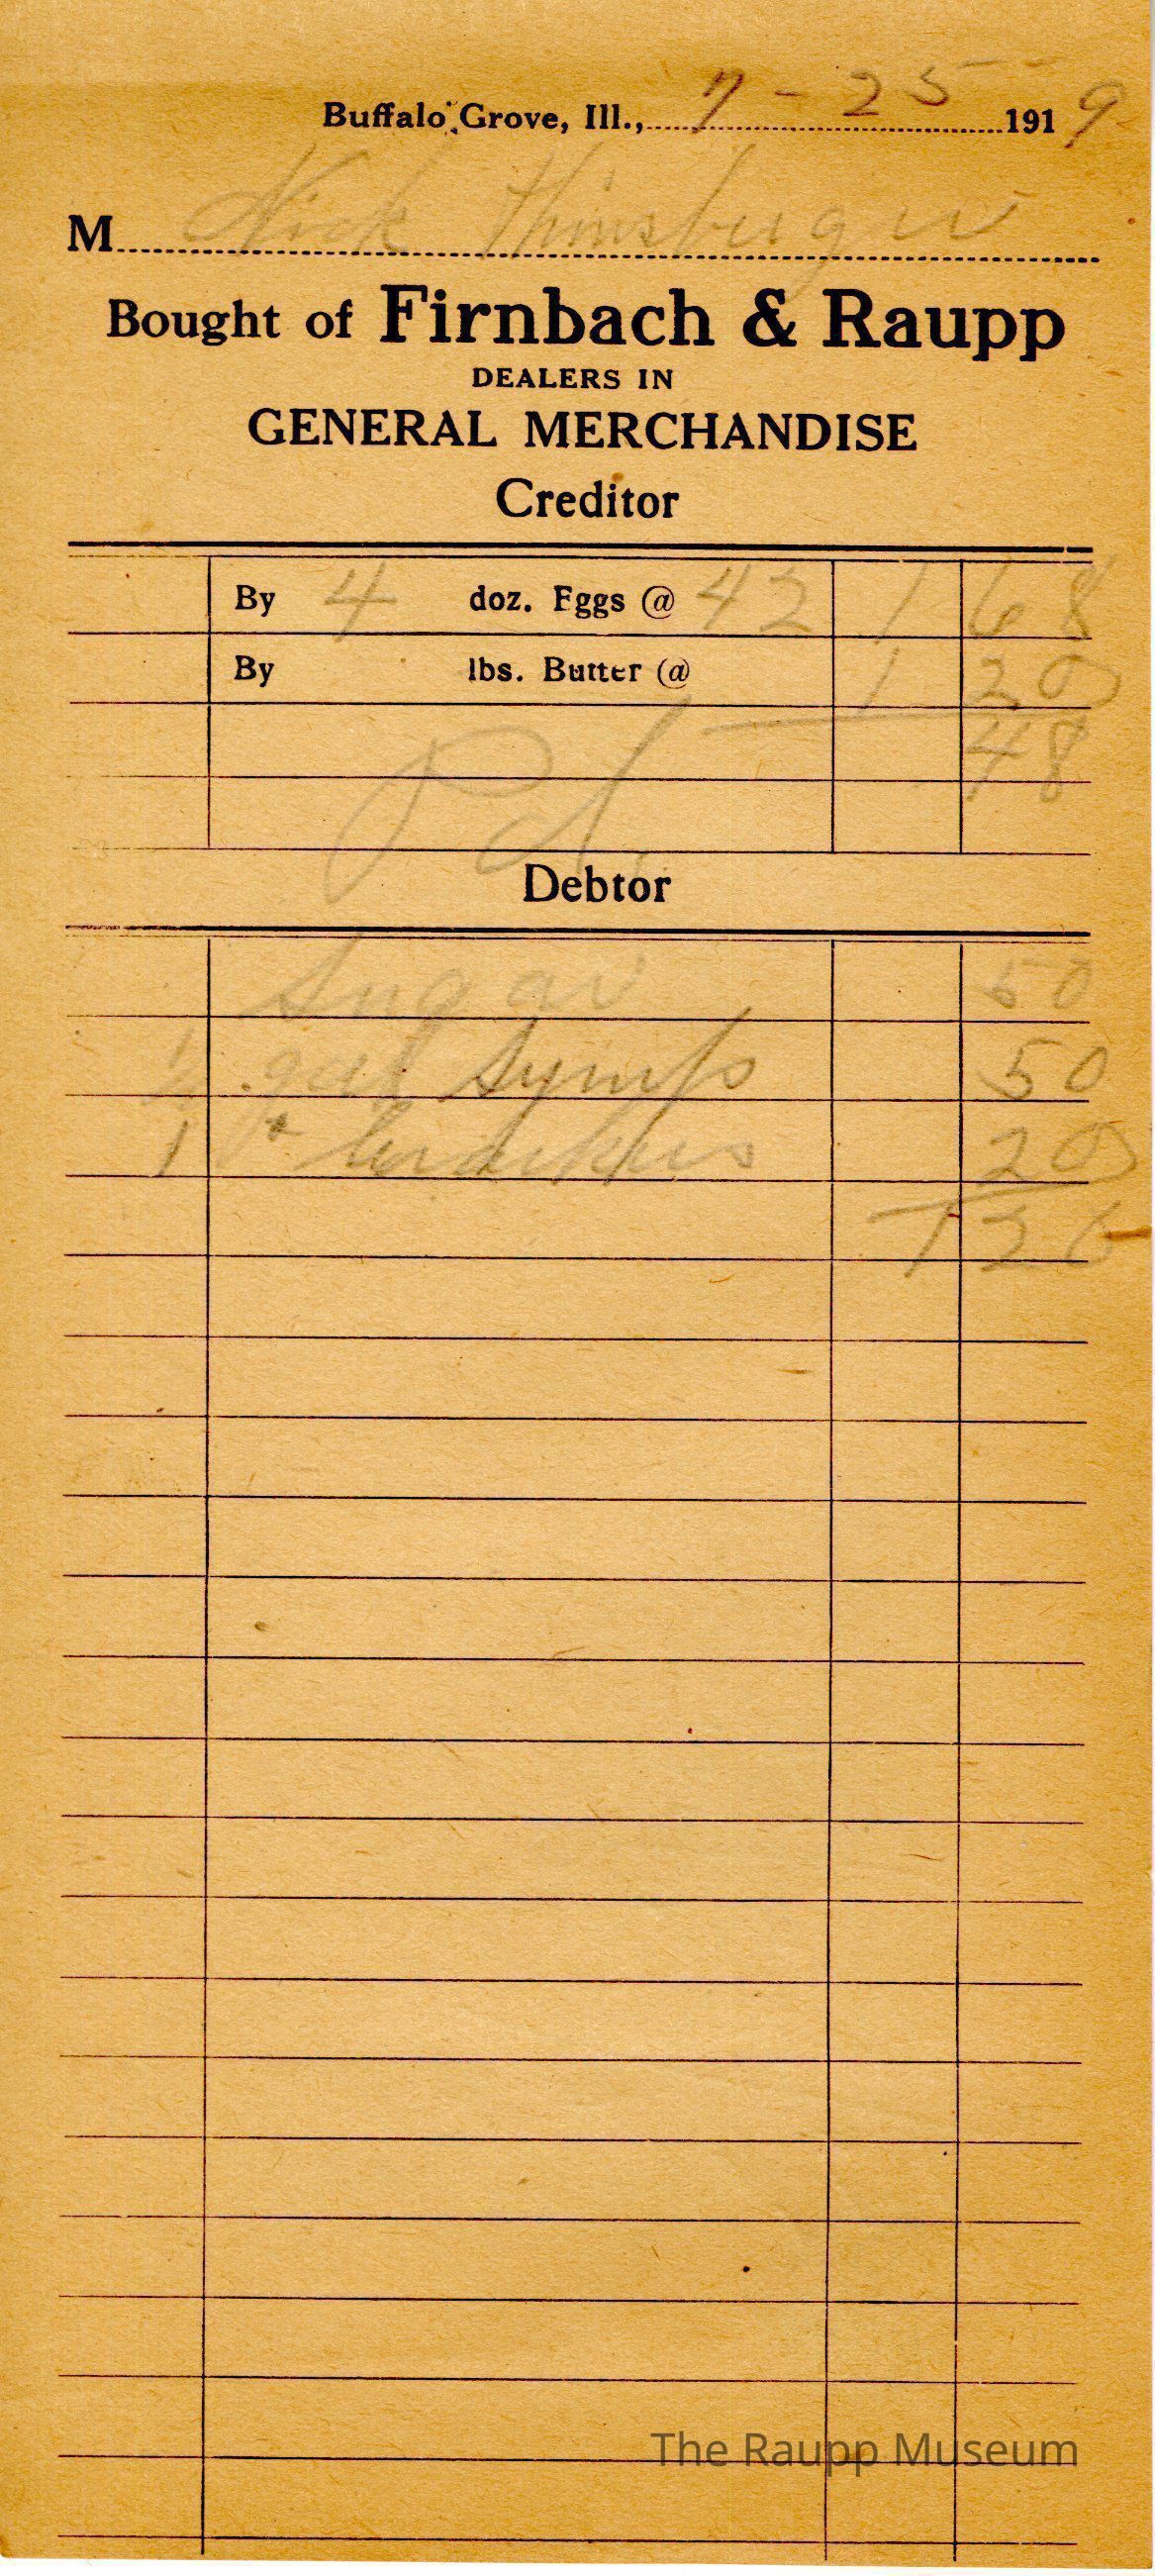 Buffalo Grove, Ill., 7-25 1919
M Nick
Bought of Firnbach & Raupp
DEALERS IN
GENERAL MERCHANDISE
Creditor
By 4 doz. Eggs @ 42 1 68
By lbs. Butter @ 1 20
48
Pd.
Debtor
Sugar 50
1/2 gal Syrup 50
1 20
1 20
The Raupp Museum